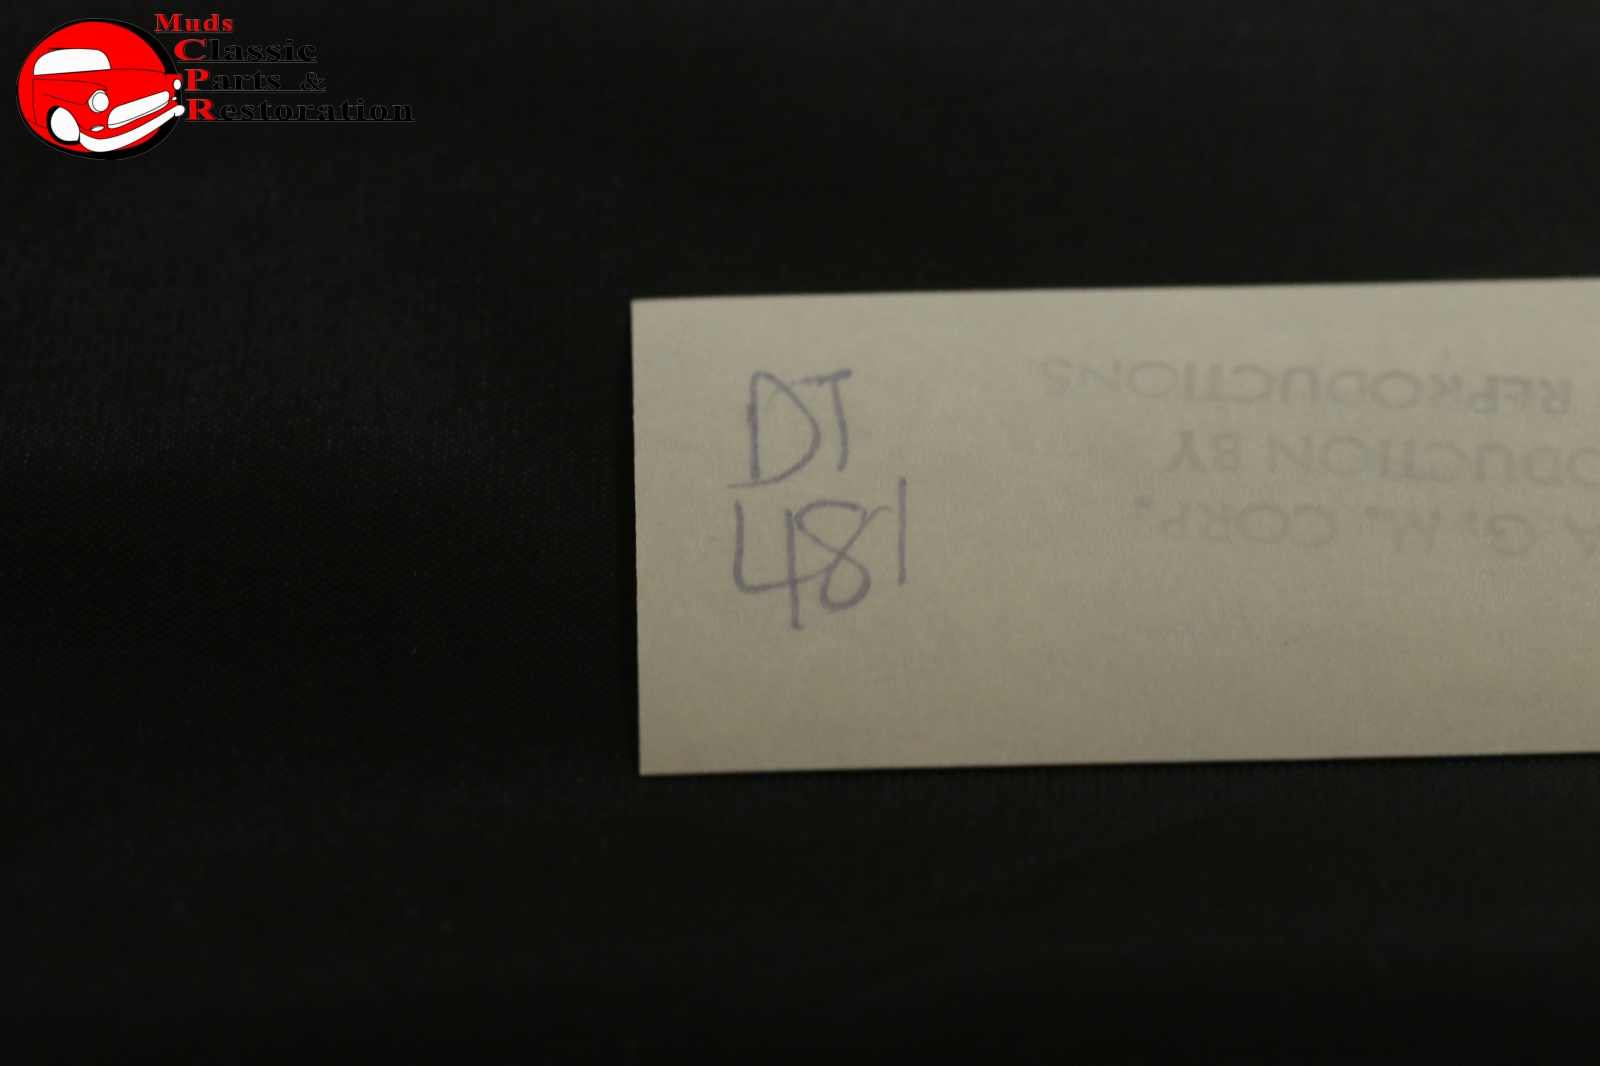 Muds
Classic
Parts &
Restoration
DT
481
REPRODUCTIONS
ODUCTION BY
A G. M. CORP.